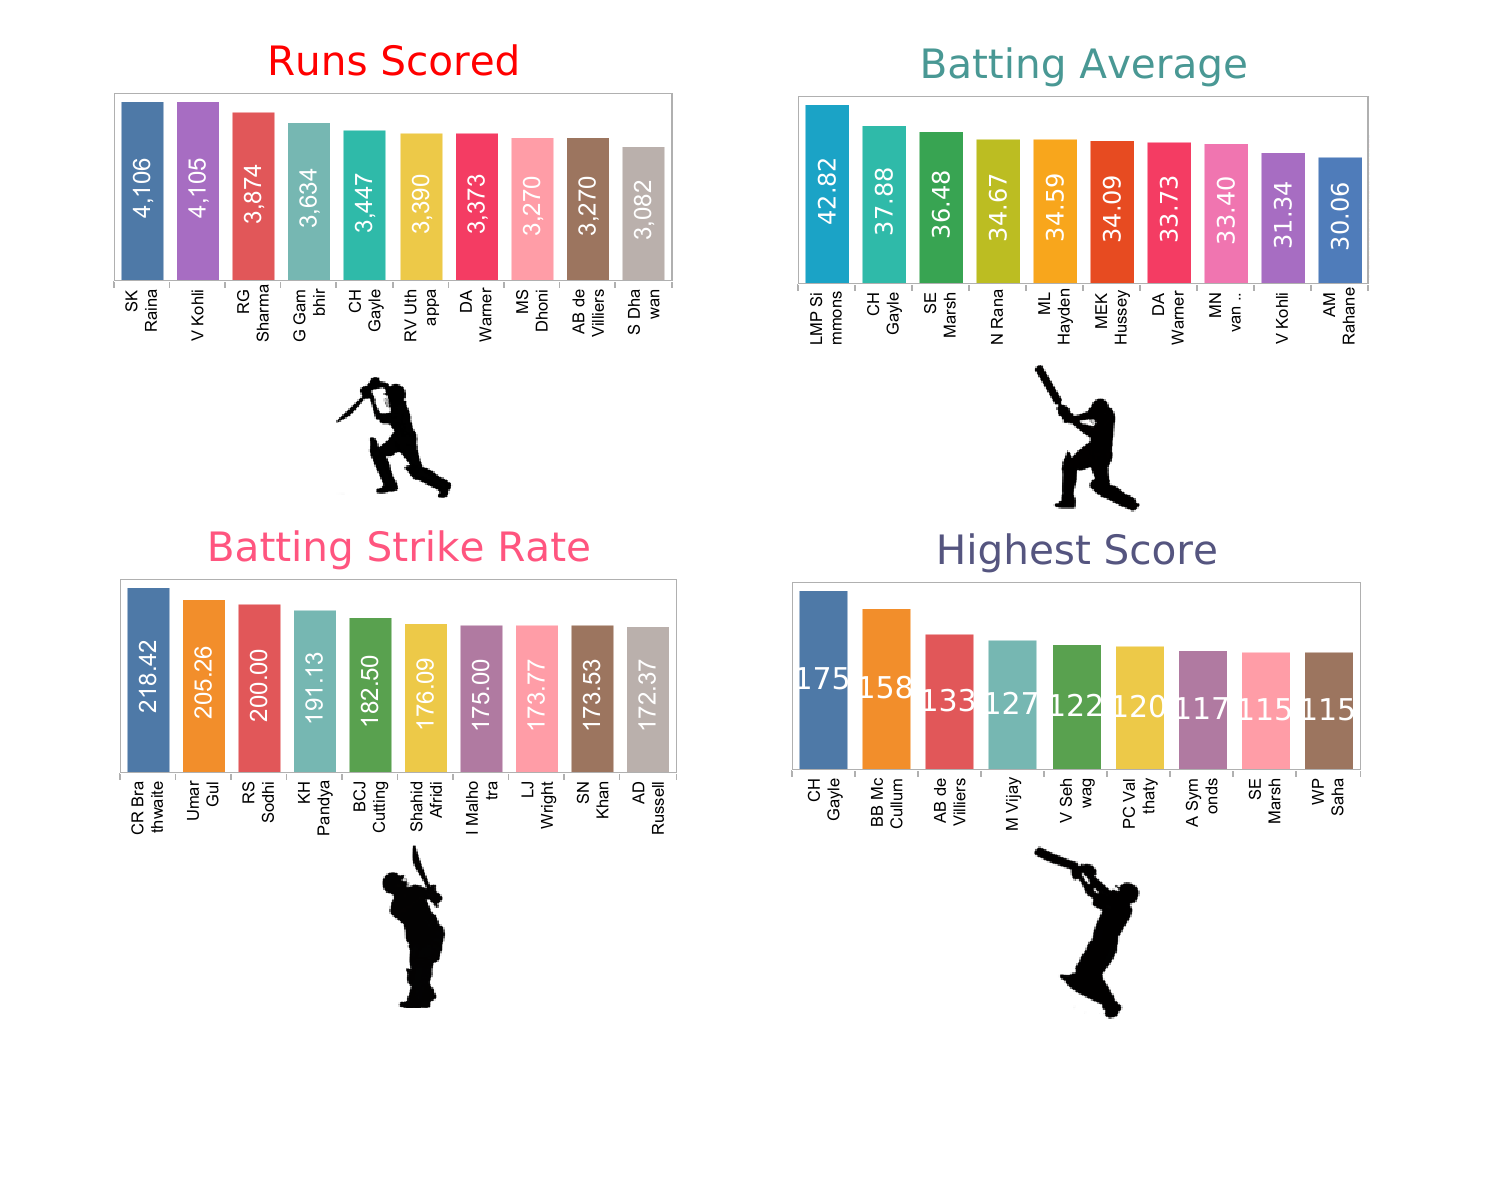 Runs Scored
4,106
4,105
3,874
3,634
3,447
3,390
3,373
3,270
3,270
3,082
SK
Raina
V Kohli
RG
Sharma
G Gam
bhir
CH
Gayle
RV Uth
appa
DA
Warner
MS
Dhoni
AB de
Villiers
S Dha
wan
Batting Average
42.82
37.88
36.48
34.67
34.59
34.09
33.73
33.40
31.34
30.06
LMP Si
mmons
CH
Gayle
SE
Marsh
N Rana
ML
Hayden
MEK
Hussey
DA
Warner
MN
van ..
V Kohli
AM
Rahane
Batting Strike Rate
218.42
205.26
200.00
191.13
182.50
176.09
175.00
173.77
173.53
172.37
CR Bra
thwaite
Umar
Gul
RS
Sodhi
KH
Pandya
BCJ
Cutting
Shahid
Afridi
I Malho
tra
LJ
Wright
SN
Khan
AD
Russell
Highest Score
175
158
133
127
122
120
117
115
115
CH
Gayle
BB Mc
Cullum
AB de
Villiers
M Vijay
V Seh
wag
PC Val
thaty
A Sym
onds
SE
Marsh
WP
Saha